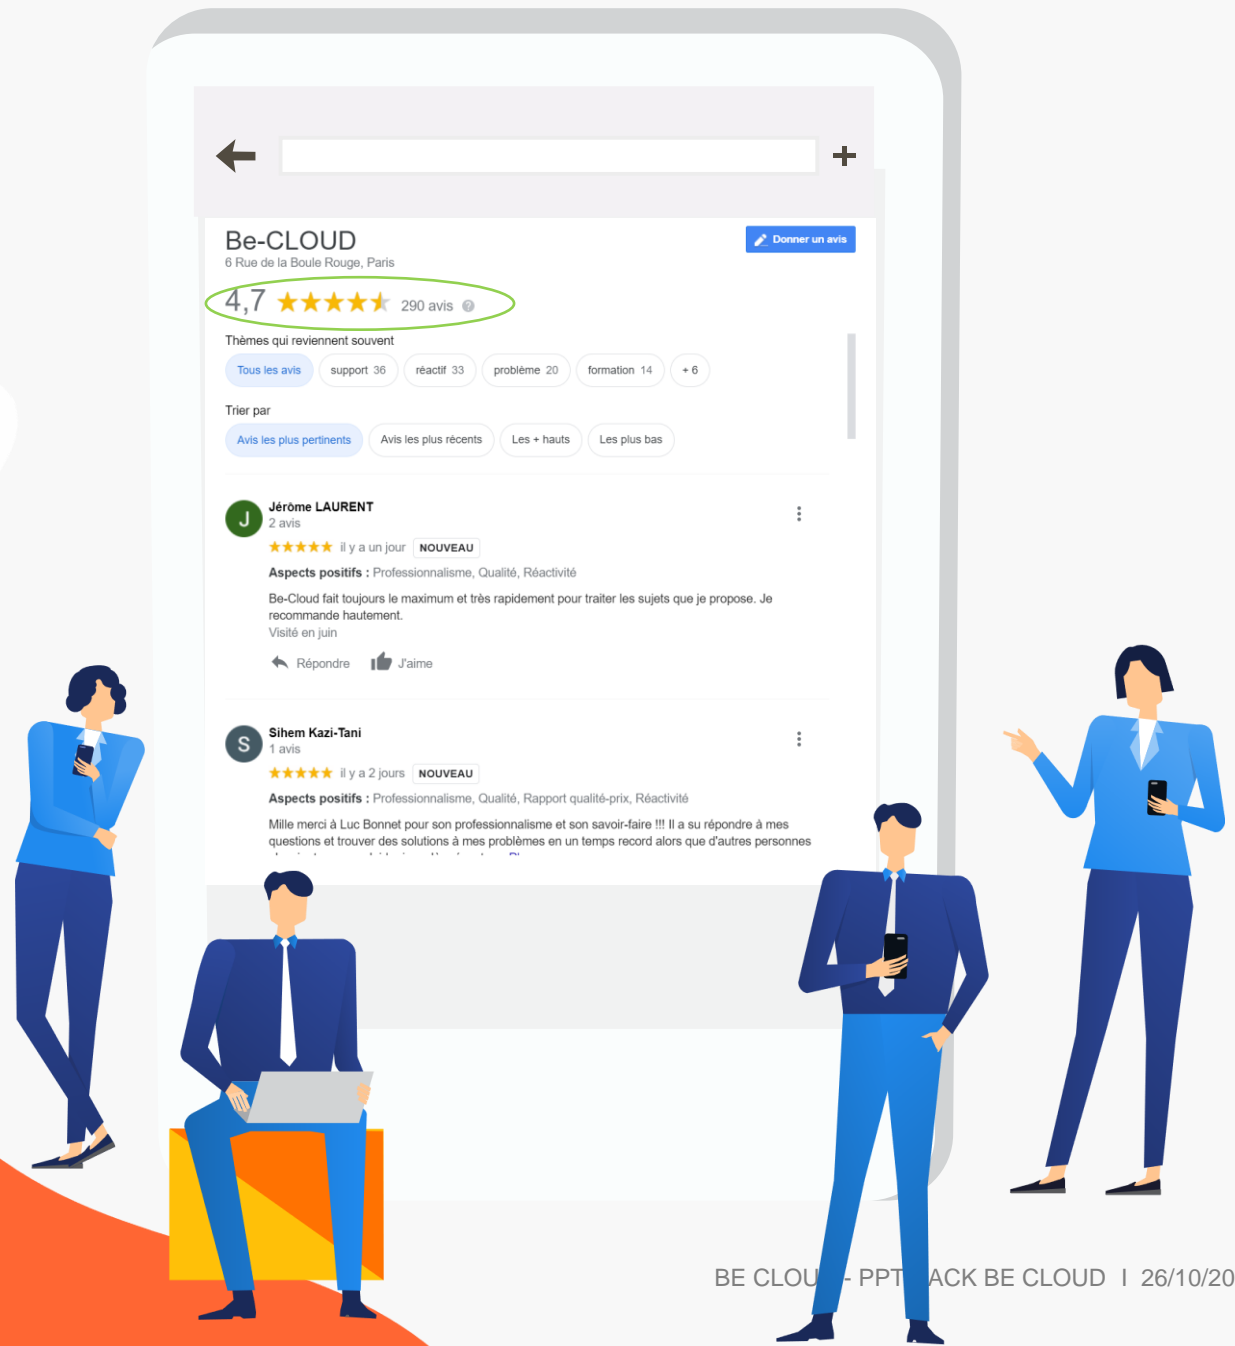 Be-CLOUD
Donner un avis
6 Rue de la Boule Rouge, Paris
4,7
290 avis
Thèmes qui reviennent souvent
Tous les avis support 36 réactif 33 problème 20 formation 14 + 6
Trier par
Avis les plus pertinents Avis les plus récents Les + hauts Les plus bas
J
Jérôme LAURENT
2 avis
il y a un jour NOUVEAU
Aspects positifs : Professionnalisme, Qualité, Réactivité
Be-Cloud fait toujours le maximum et très rapidement pour traiter les sujets que je propose. Je
recommande hautement.
Visité en juin
Répondre J'aime
S
Sihem Kazi-Tani
1 avis
il y a 2 jours NOUVEAU
Aspects positifs : Professionnalisme, Qualité, Rapport qualité-prix, Réactivité
Mille merci à Luc Bonnet pour son professionnalisme et son savoir-faire !!! Il a su répondre à mes
questions et trouver des solutions à mes problèmes en un temps record alors que d'autres personnes
BE - PPT BE CLOUD I 26/10/20